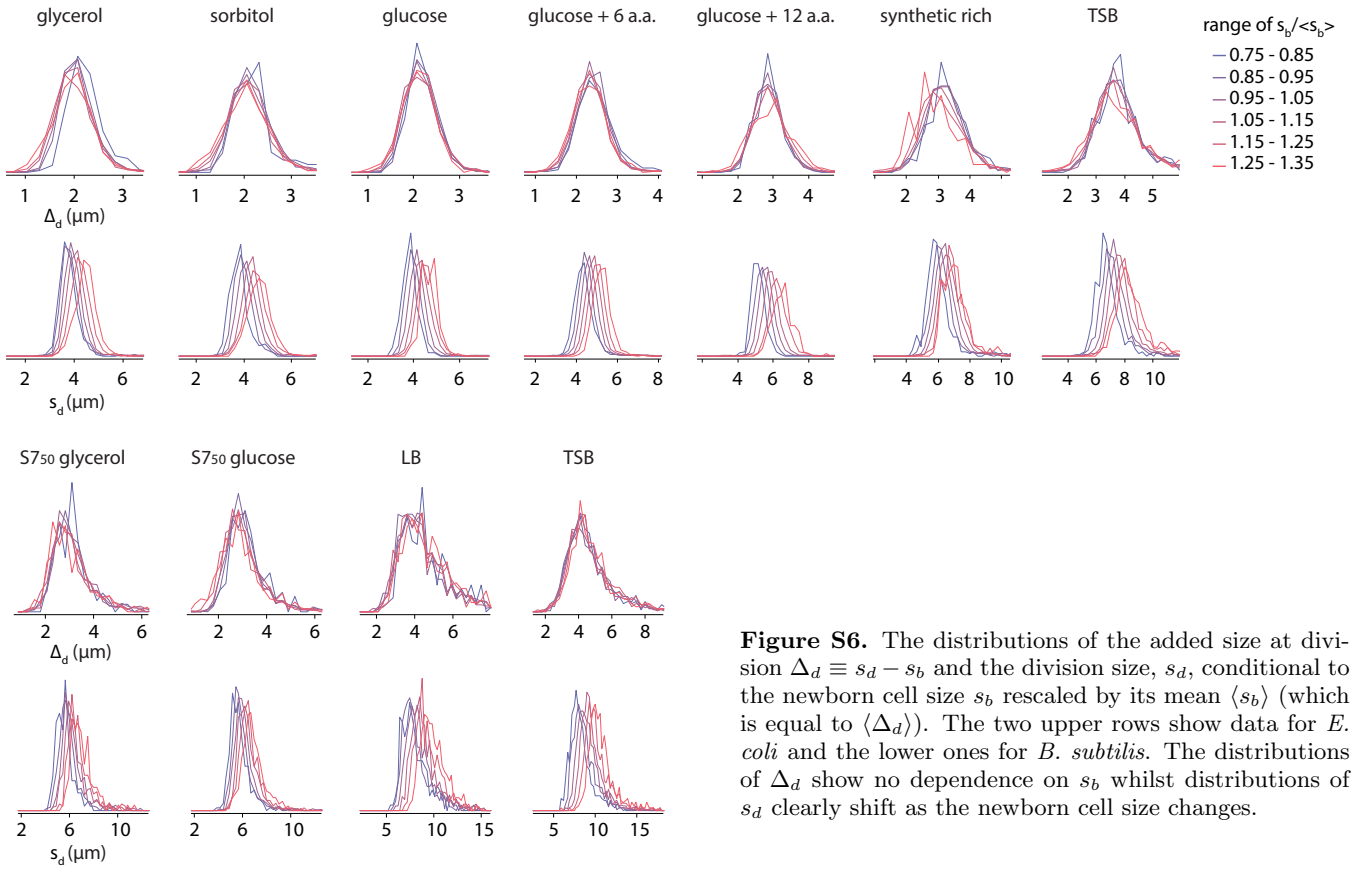 glycerol sorbitol glucose glucose + 6 a.a. glucose + 12 a.a. synthetic rich TSB
range of s_b/<s_b>
0.75 - 0.85
0.85 - 0.95
0.95 - 1.05
1.05 - 1.15
1.15 - 1.25
1.25 - 1.35
1 2 3 1 2 3 1 2 3 4 1 2 3 4 1 2 3 4 2 3 4 5 2 3 4 5
Δ_d (μm)
2 4 6 2 4 6 2 4 6 8 2 4 6 8 4 6 8 4 6 8 10 4 6 8 10
s_d (μm)
S7₅₀ glycerol S7₅₀ glucose LB TSB
2 4 6 2 4 6 2 4 6 2 4 6 8
Δ_d (μm)
Figure S6. The distributions of the added size at divi-
sion Δ_d ≡ s_d − s_b and the division size, s_d, conditional to
the newborn cell size s_b rescaled by its mean ⟨s_b⟩ (which
is equal to ⟨Δ_d⟩). The two upper rows show data for E.
coli and the lower ones for B. subtilis. The distributions
of Δ_d show no dependence on s_b whilst distributions of
s_d clearly shift as the newborn cell size changes.
2 6 10 2 6 10 5 10 15 5 10 15
s_d (μm)